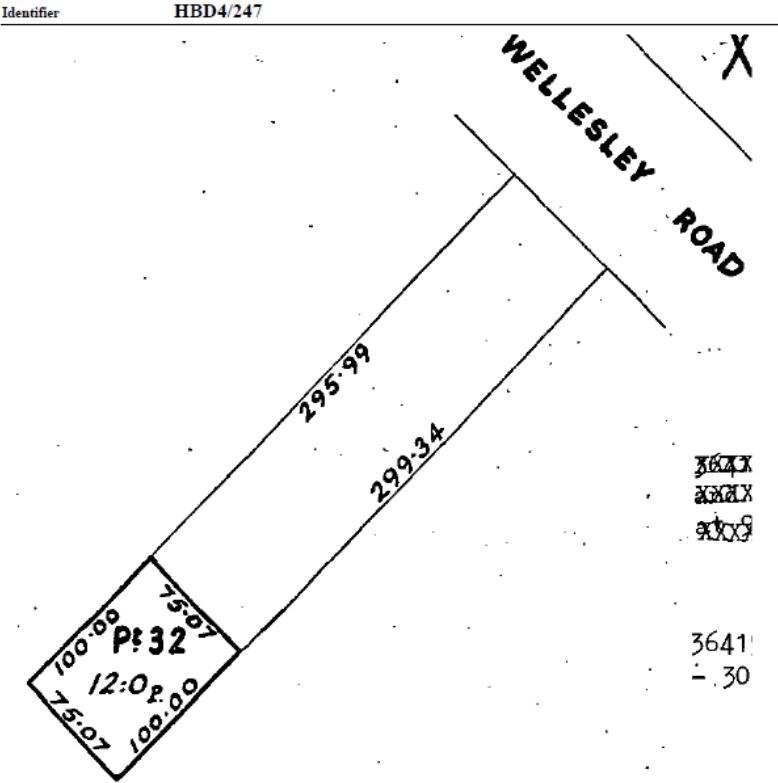 Identifier HBD4/247
WELLESLEY ROAD
X
295.99
299.34
75.07
100.00
Pt 32
12.0 P.
100.00
75.07
3641
- .30